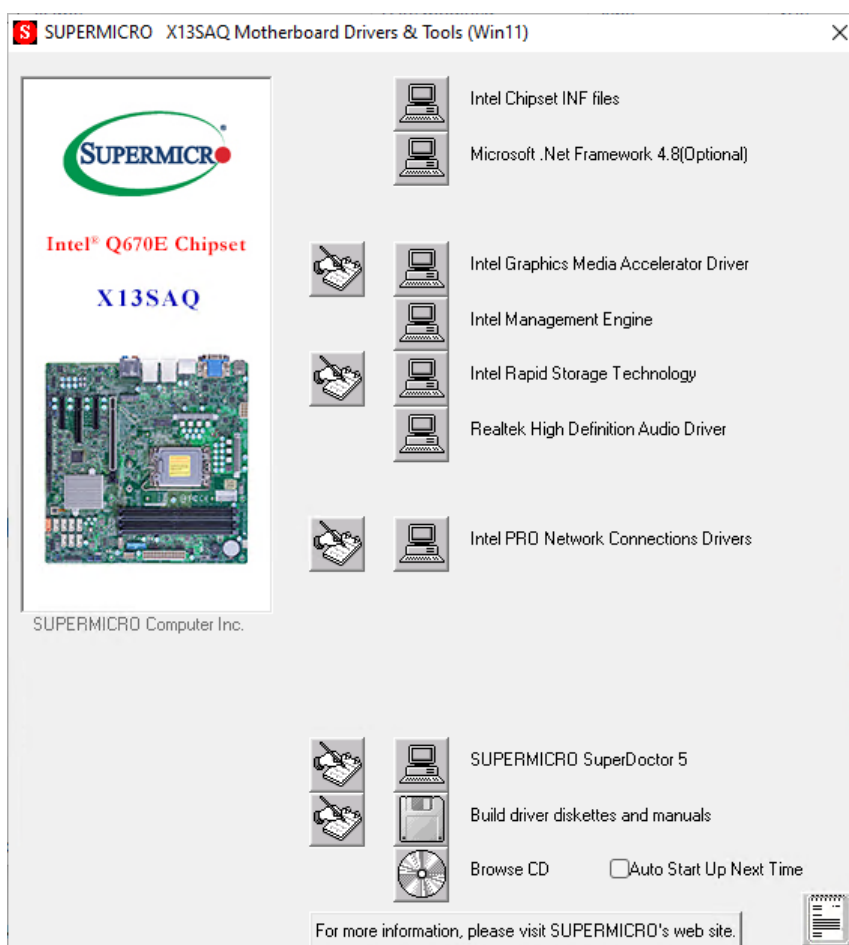 S SUPERMICRO X13SAQ Motherboard Drivers & Tools (Win11)
SUPERMICR
Intel® Q670E Chipset
X13SAQ
SUPERMICRO Computer Inc.
Intel Chipset INF files
Microsoft .Net Framework 4.8(Optional)
Intel Graphics Media Accelerator Driver
Intel Management Engine
Intel Rapid Storage Technology
Realtek High Definition Audio Driver
Intel PRO Network Connections Drivers
SUPERMICRO SuperDoctor 5
Build driver diskettes and manuals
Browse CD
Auto Start Up Next Time
For more information, please visit SUPERMICRO's web site.